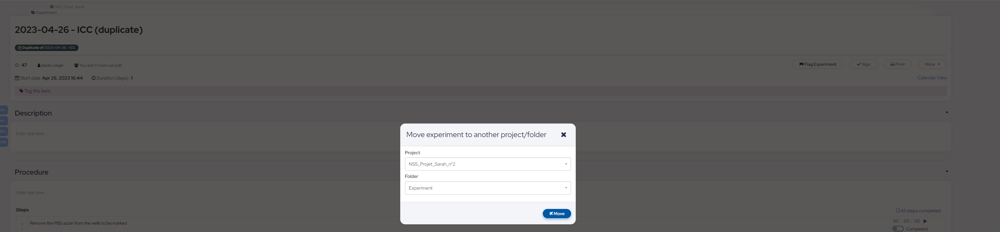 NSS_Projet_Sarah
Experiment
2023-04-26 - ICC (duplicate)
Duplicate of 2023-04-26 - ICC
ID: 47 Sarah Lieger You and 4 more can edit
Flag Experiment Sign Print More
Start date Apr 26, 2023 16:44 Duration (days): 1
Calendar View
Tag this item
Description
Enter text here...
Move experiment to another project/folder
Project
NSS_Projet_Sarah_n°2
Folder
Experiment
Move
Procedure
Enter text here...
Steps
All steps completed
1 Remove the PBS azide from the wells to be marked
00 : 00 : 00
Completed